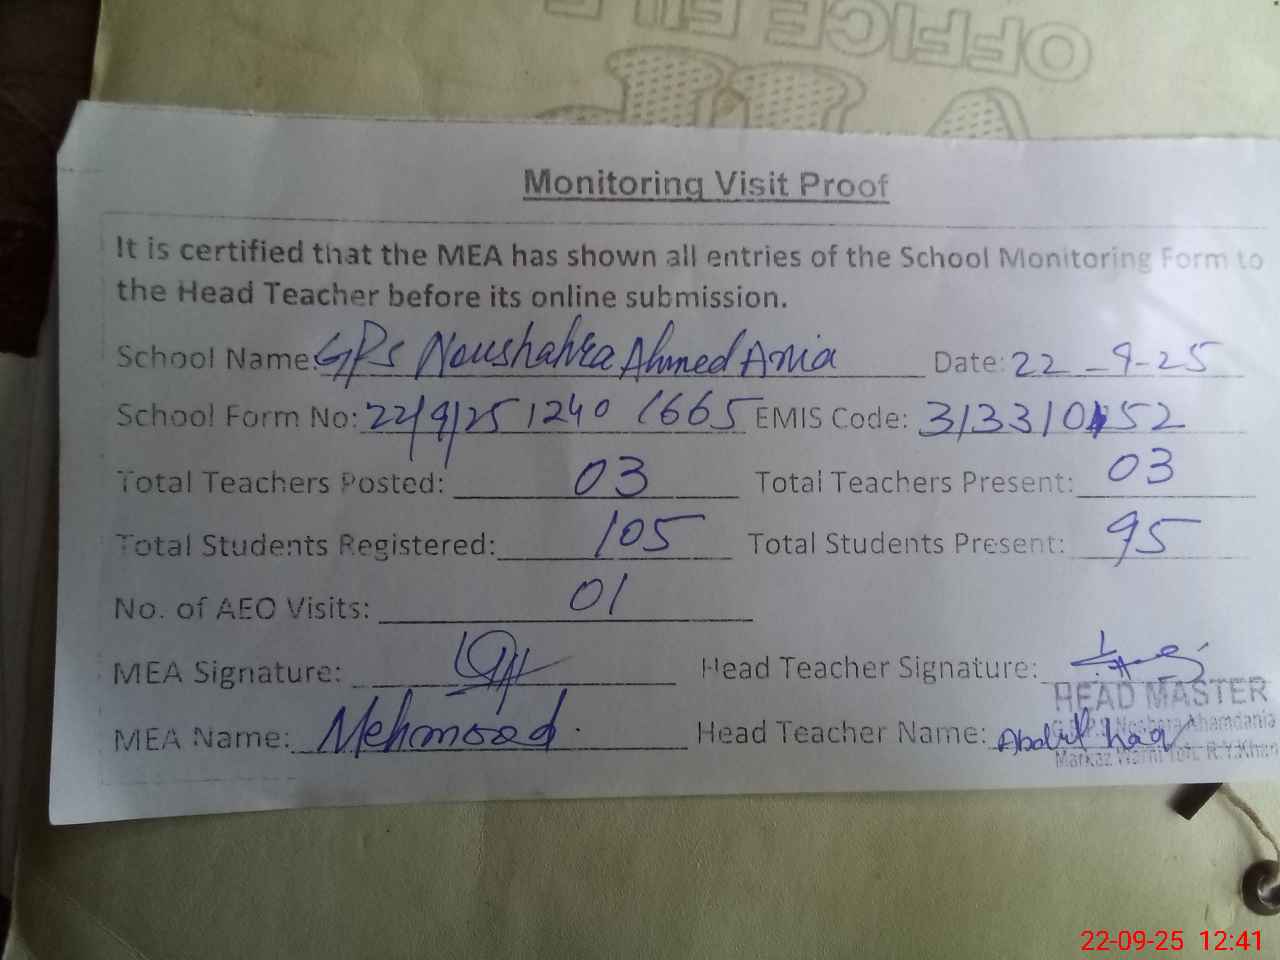 OFFICE FILE
Monitoring Visit Proof
It is certified that the MEA has shown all entries of the School Monitoring Form to
the Head Teacher before its online submission.
School Name: GPS Noushahra Ahmed Ania Date: 22-9-25
School Form No: 22/9/25 1240 1665 EMIS Code: 31331052
Total Teachers Posted: 03 Total Teachers Present: 03
Total Students Registered: 105 Total Students Present: 95
No. of AEO Visits: 01
MEA Signature: Head Teacher Signature:
HEAD MASTER
MEA Name: Mehmood. Head Teacher Name: Abdul haq
Markaz R.Y.Khan
22-09-25 12:41